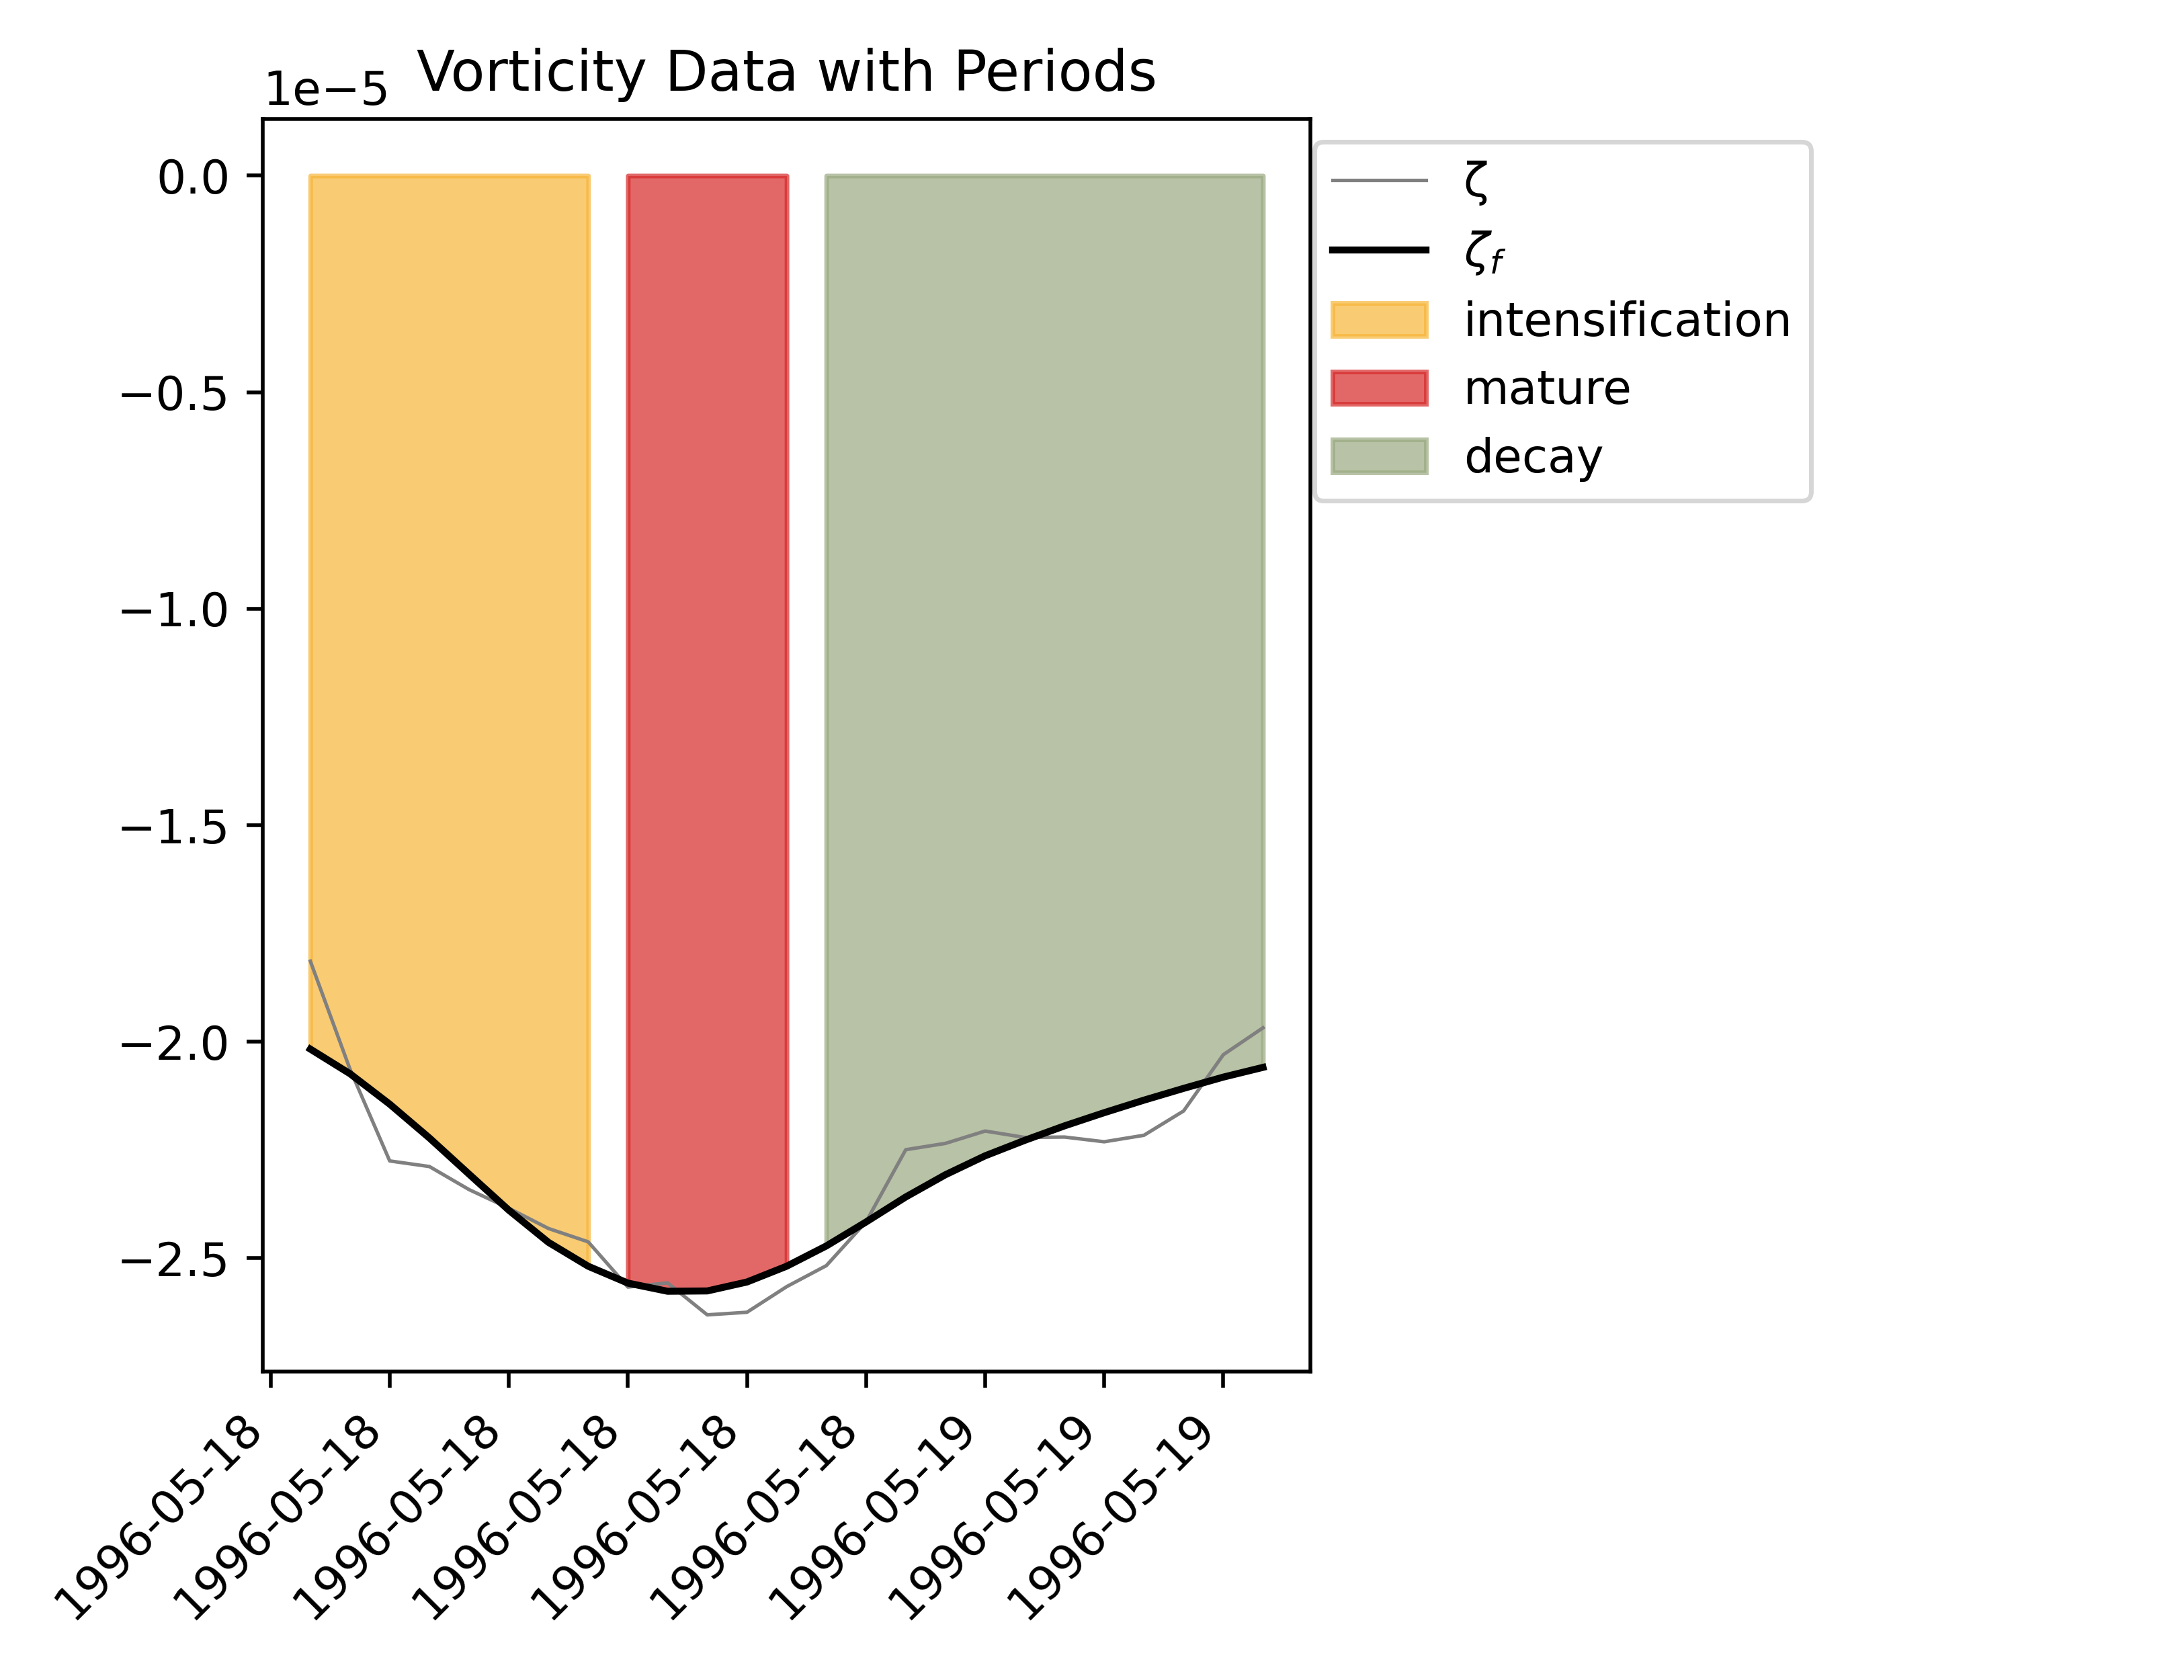 Vorticity Data with Periods
1e−5
0.0
−0.5
−1.0
−1.5
−2.0
−2.5
ζ
ζf
intensification
mature
decay
1996-05-18
1996-05-18
1996-05-18
1996-05-18
1996-05-18
1996-05-18
1996-05-19
1996-05-19
1996-05-19